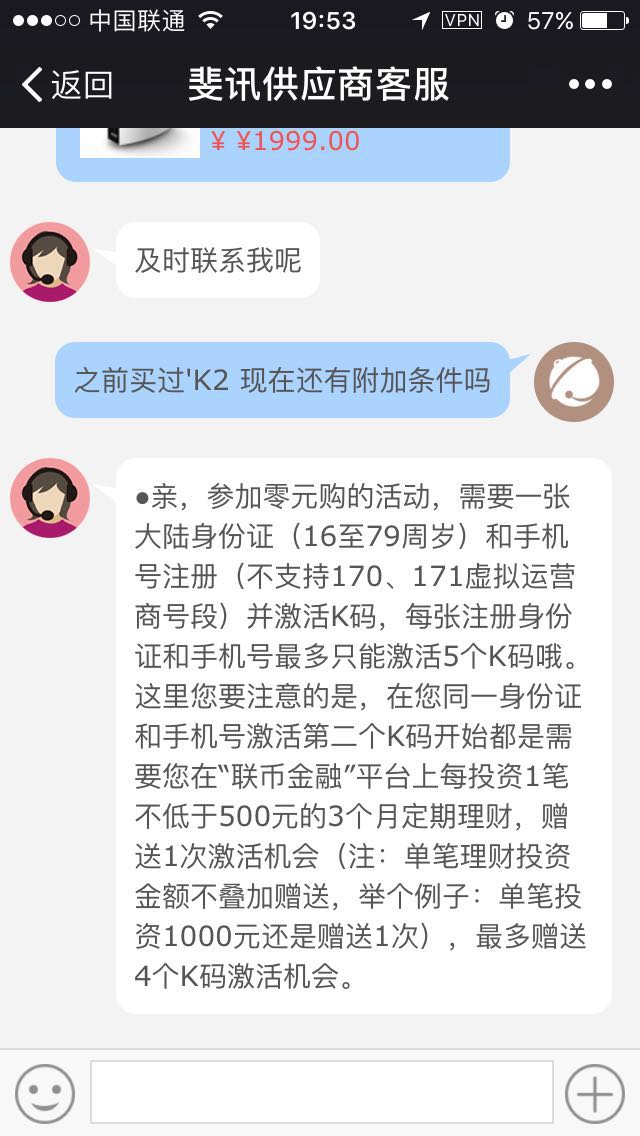 中国联通 19:53 VPN 57%
返回 斐讯供应商客服
¥ ¥1999.00
及时联系我呢
之前买过'K2 现在还有附加条件吗
●亲，参加零元购的活动，需要一张
大陆身份证（16至79周岁）和手机
号注册（不支持170、171虚拟运营
商号段）并激活K码，每张注册身份
证和手机号最多只能激活5个K码哦。
这里您要注意的是，在您同一身份证
和手机号激活第二个K码开始都是需
要您在“联币金融”平台上每投资1笔
不低于500元的3个月定期理财，赠
送1次激活机会（注：单笔理财投资
金额不叠加赠送，举个例子：单笔投
资1000元还是赠送1次），最多赠送
4个K码激活机会。